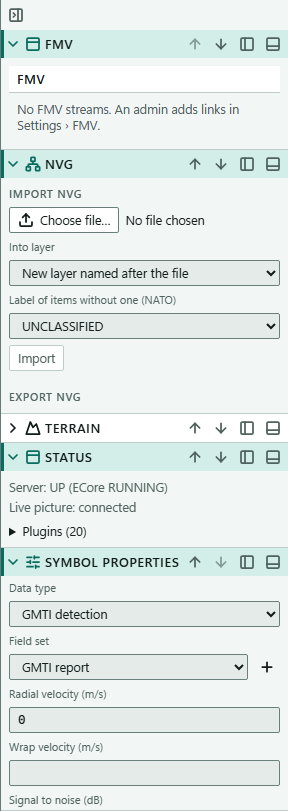 FMV
FMV
No FMV streams. An admin adds links in
Settings › FMV.
NVG
IMPORT NVG
Choose file...
No file chosen
Into layer
New layer named after the file
Label of items without one (NATO)
UNCLASSIFIED
Import
EXPORT NVG
TERRAIN
STATUS
Server: UP (ECore RUNNING)
Live picture: connected
Plugins (20)
SYMBOL PROPERTIES
Data type
GMTI detection
Field set
GMTI report
Radial velocity (m/s)
0
Wrap velocity (m/s)
Signal to noise (dB)